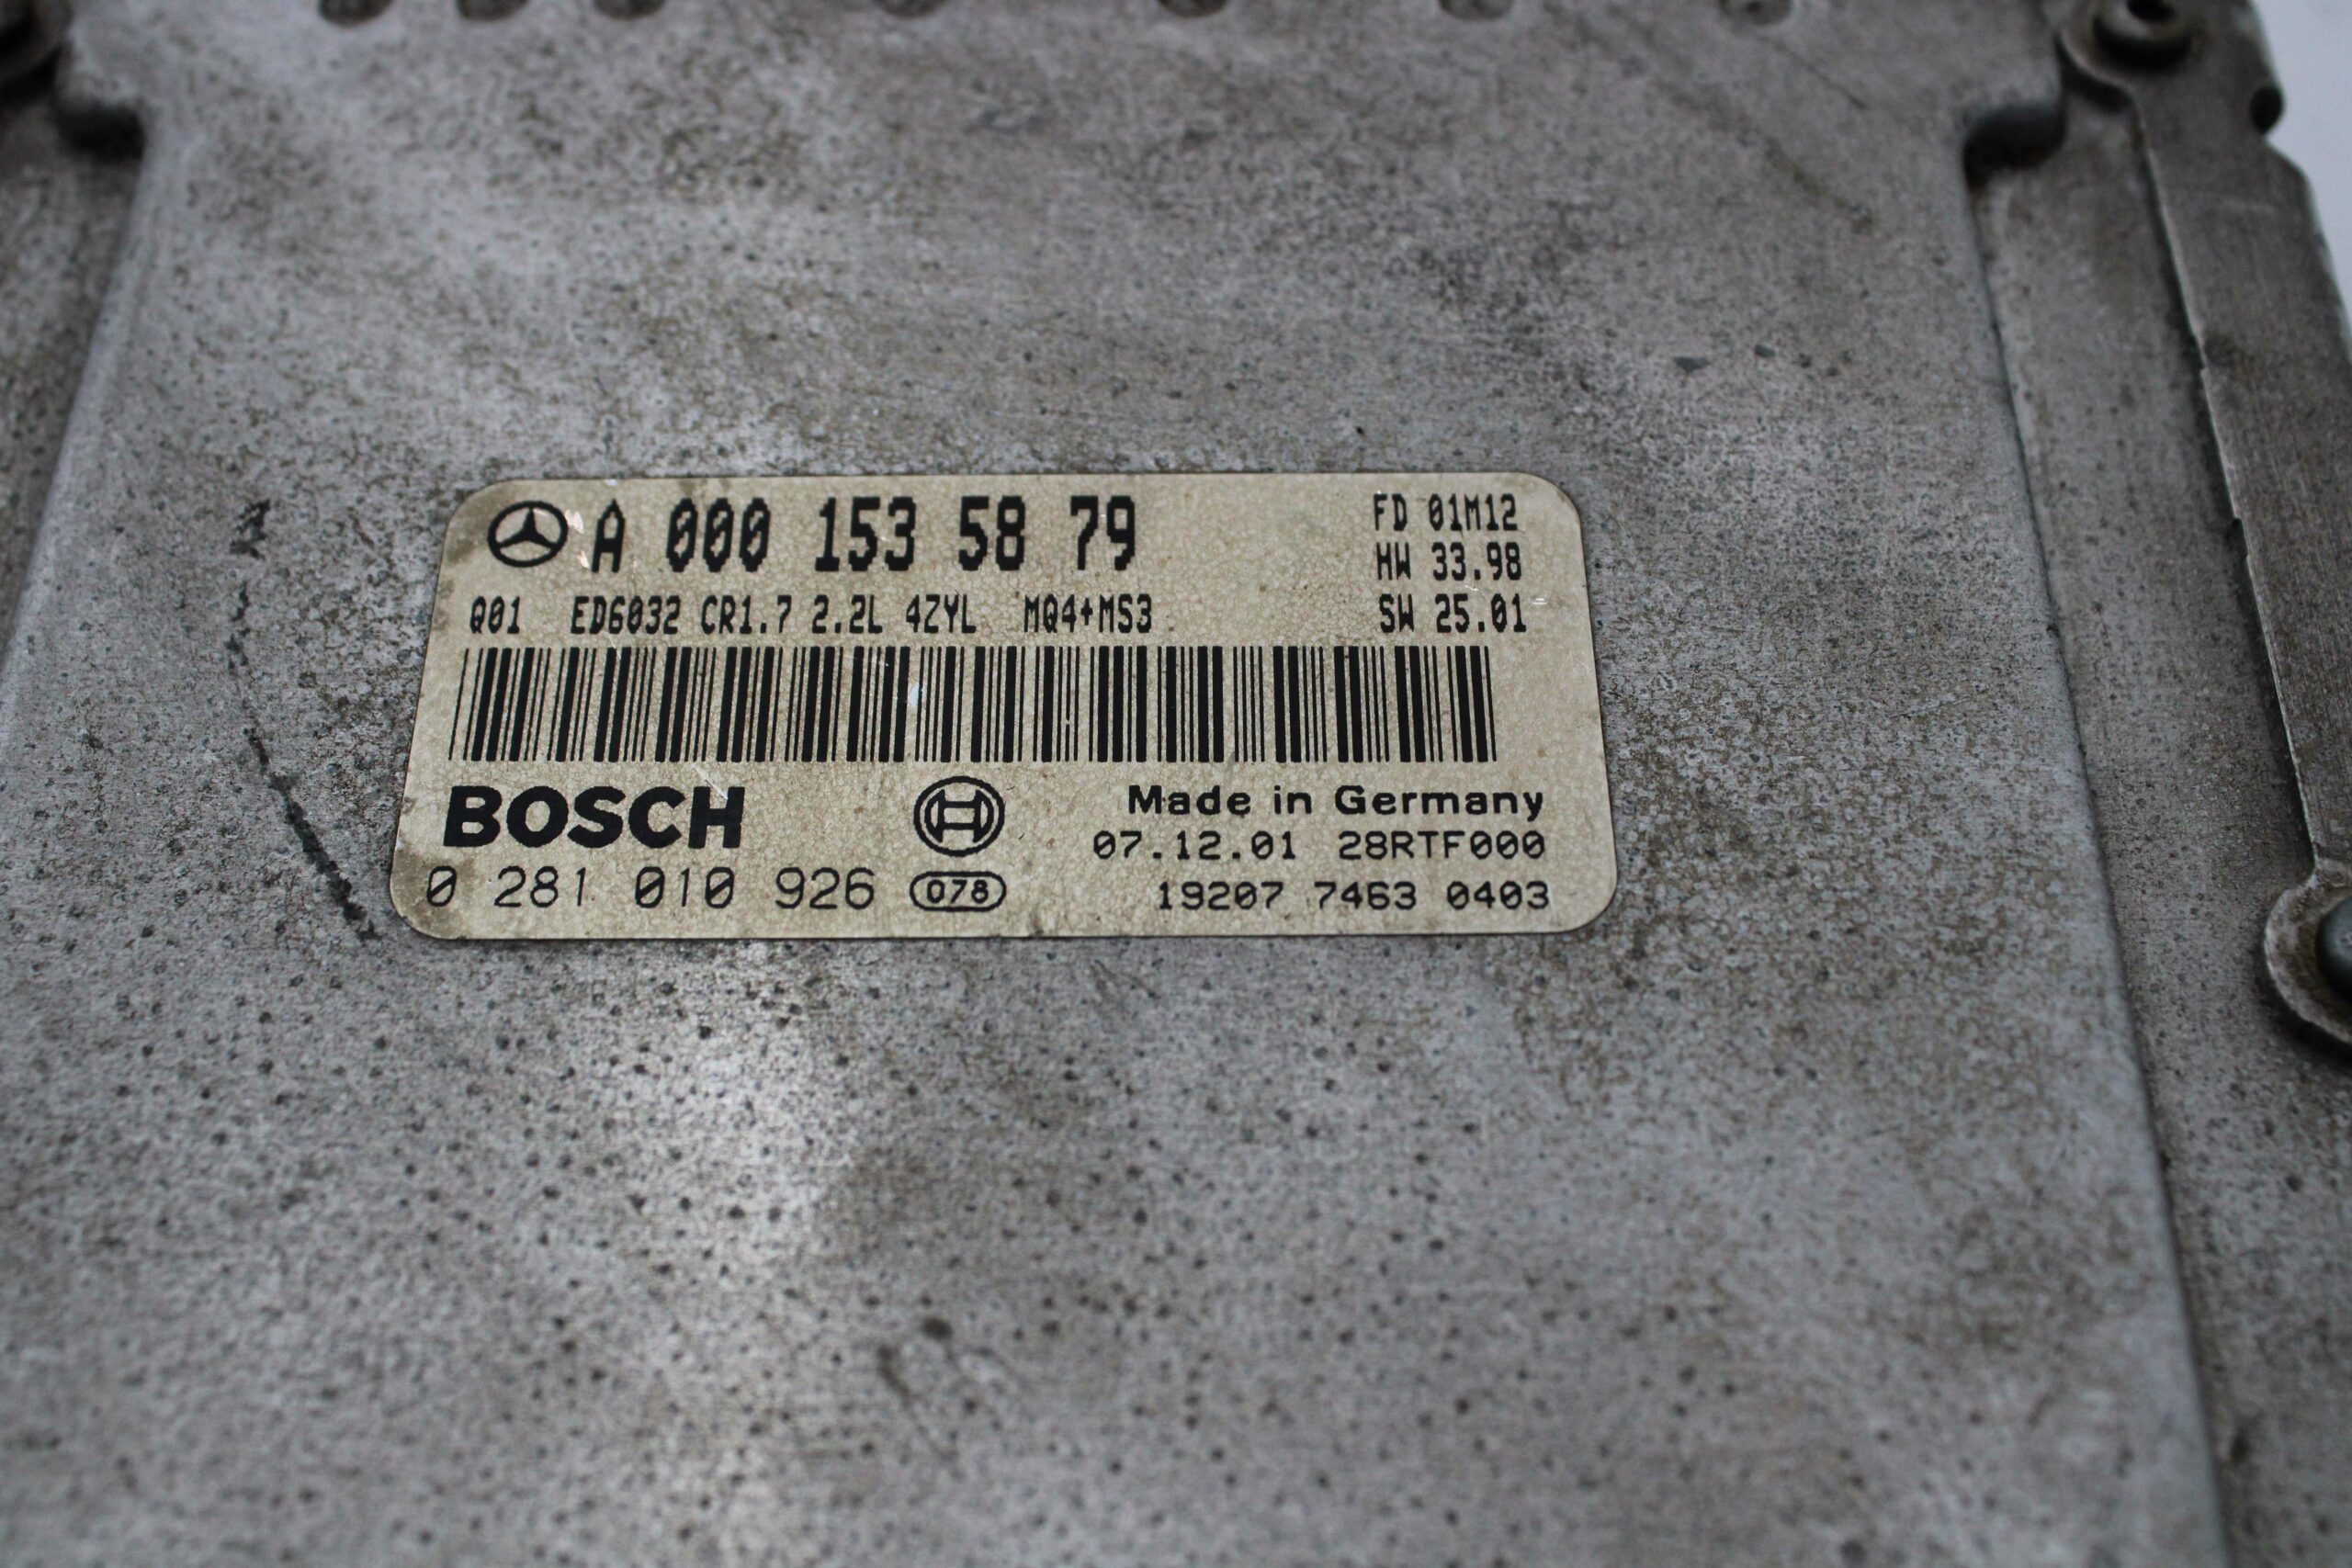 A 000 153 58 79 FD 01M12
HW 33.98
Q01 ED6032 CR1.7 2.2L 4ZYL MQ4+MS3 SW 25.01
BOSCH Made in Germany
07.12.01 28RTF000
0 281 010 926 078 19207 7463 0403